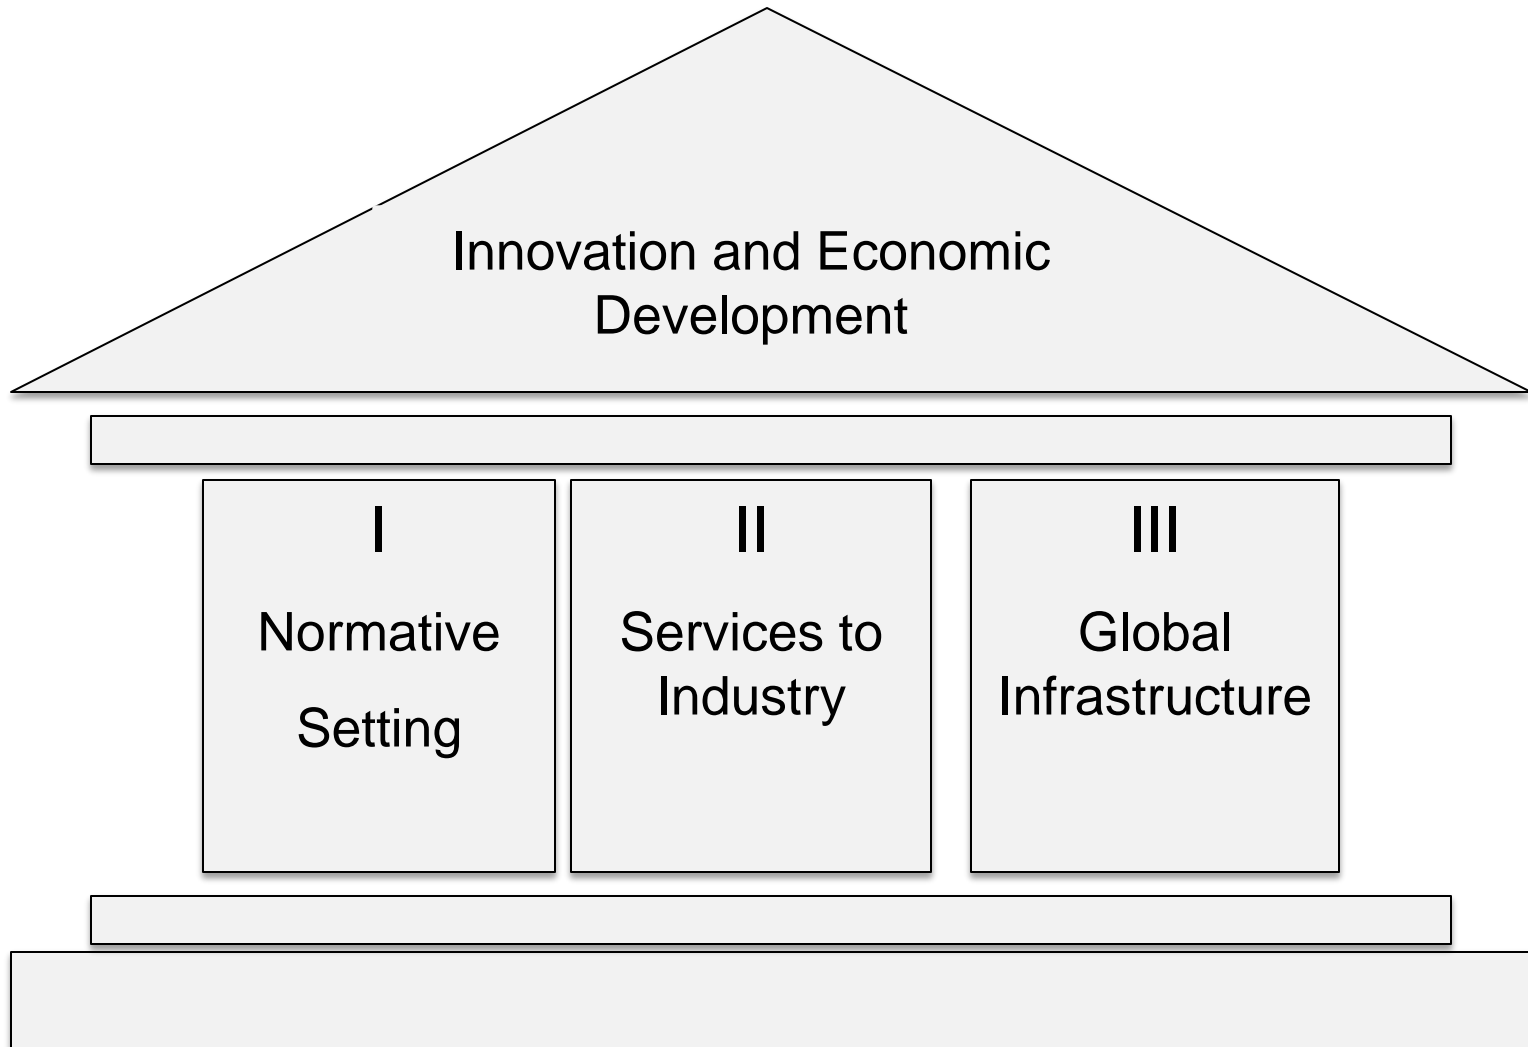 Innovation and Economic
Development
I
Normative
Setting
II
Services to
Industry
III
Global
Infrastructure